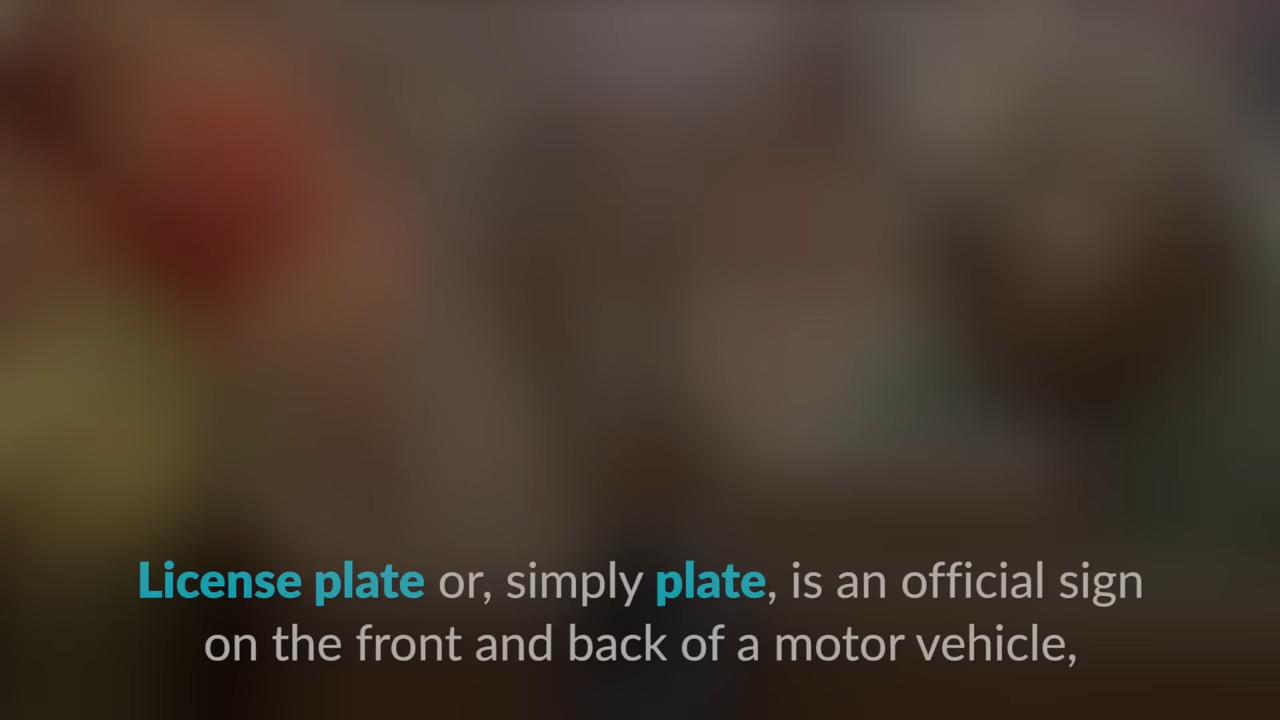 License plate or, simply plate, is an official sign
on the front and back of a motor vehicle,